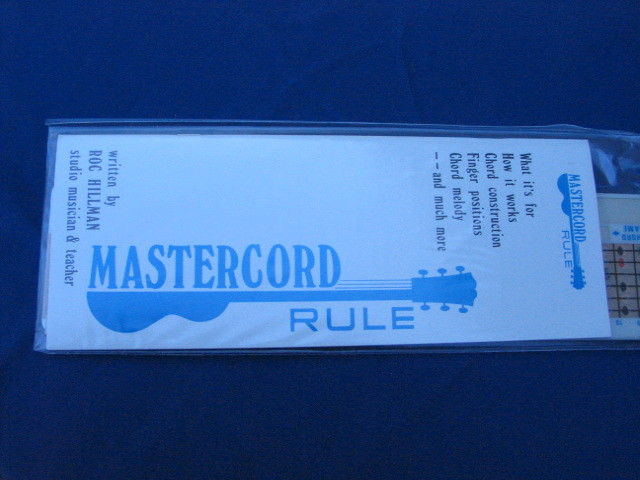 What it's for
How it works
Chord construction
Finger positions
Chord melody
-- and much more
MASTERCORD
RULE
written by
ROC HILLMAN
studio musician & teacher
MASTERCORD
RULE